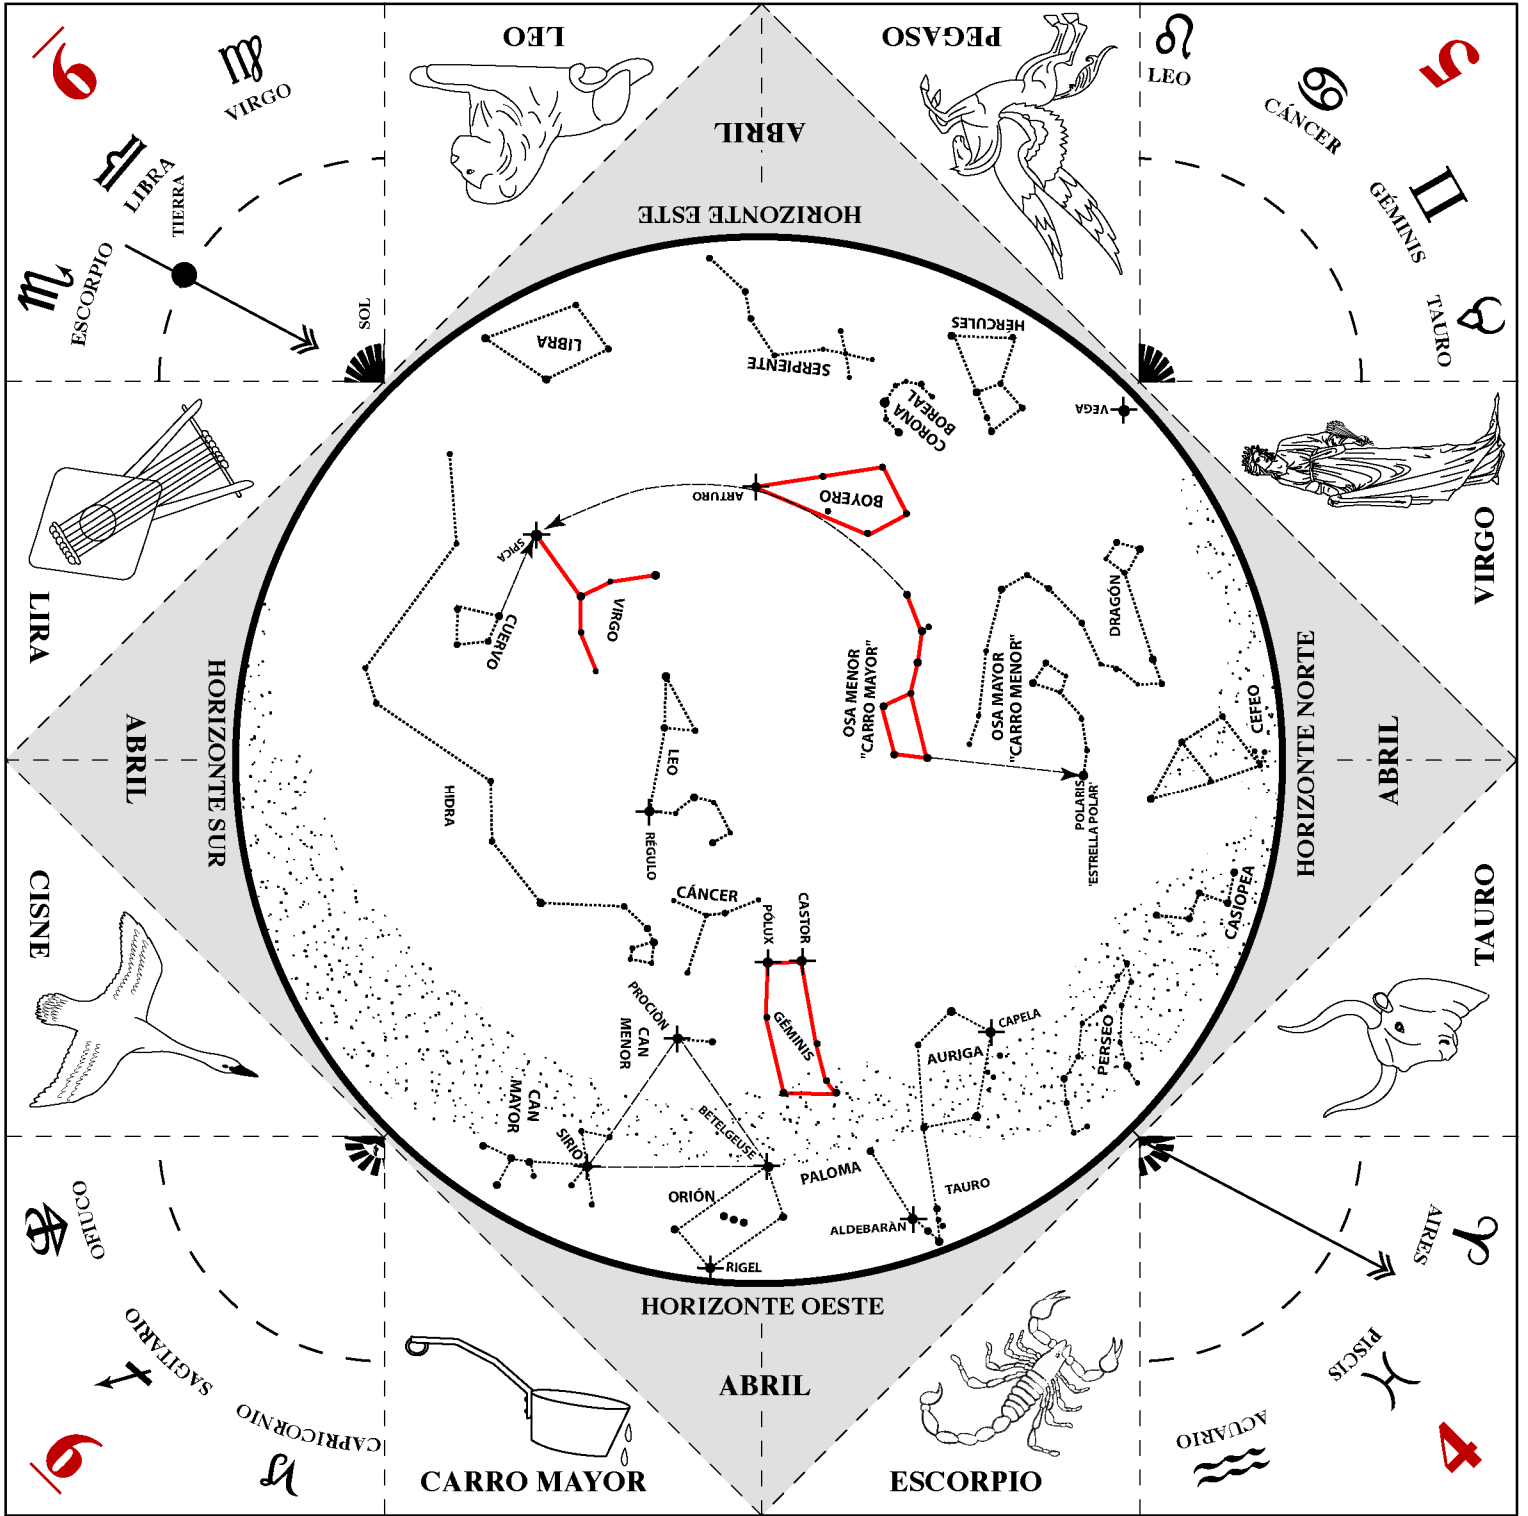 6
VIRGO
LIBRA
TIERRA
ESCORPIO
SOL
LEO
PEGASO
LEO
CÁNCER
GÉMINIS
TAURO
5
ABRIL
HORIZONTE ESTE
LIBRA
SERPIENTE
HÉRCULES
CORONA
BOREAL
VEGA
ARTURO
BOYERO
SPICA
VIRGO
CUERVO
DRAGÓN
OSA MENOR
"CARRO MAYOR"
OSA MAYOR
"CARRO MENOR"
CEFEO
LIRA
VIRGO
HORIZONTE SUR
ABRIL
HORIZONTE NORTE
ABRIL
HIDRA
LEO
RÉGULO
POLARIS
'ESTRELLA POLAR'
CÁNCER
PÓLUX
CASTOR
CASIOPEA
CISNE
TAURO
PROCIÒN
CAN
MENOR
GÉMINIS
CAPELA
AURIGA
PERSEO
CAN
MAYOR
SIRIO
BETELGEUSE
ORIÓN
PALOMA
TAURO
ALDEBARÀN
RIGEL
HORIZONTE OESTE
ABRIL
OFIUCO
SAGITARIO
CAPRICORNIO
6
CARRO MAYOR
ESCORPIO
AIRES
PISCIS
ACUARIO
4